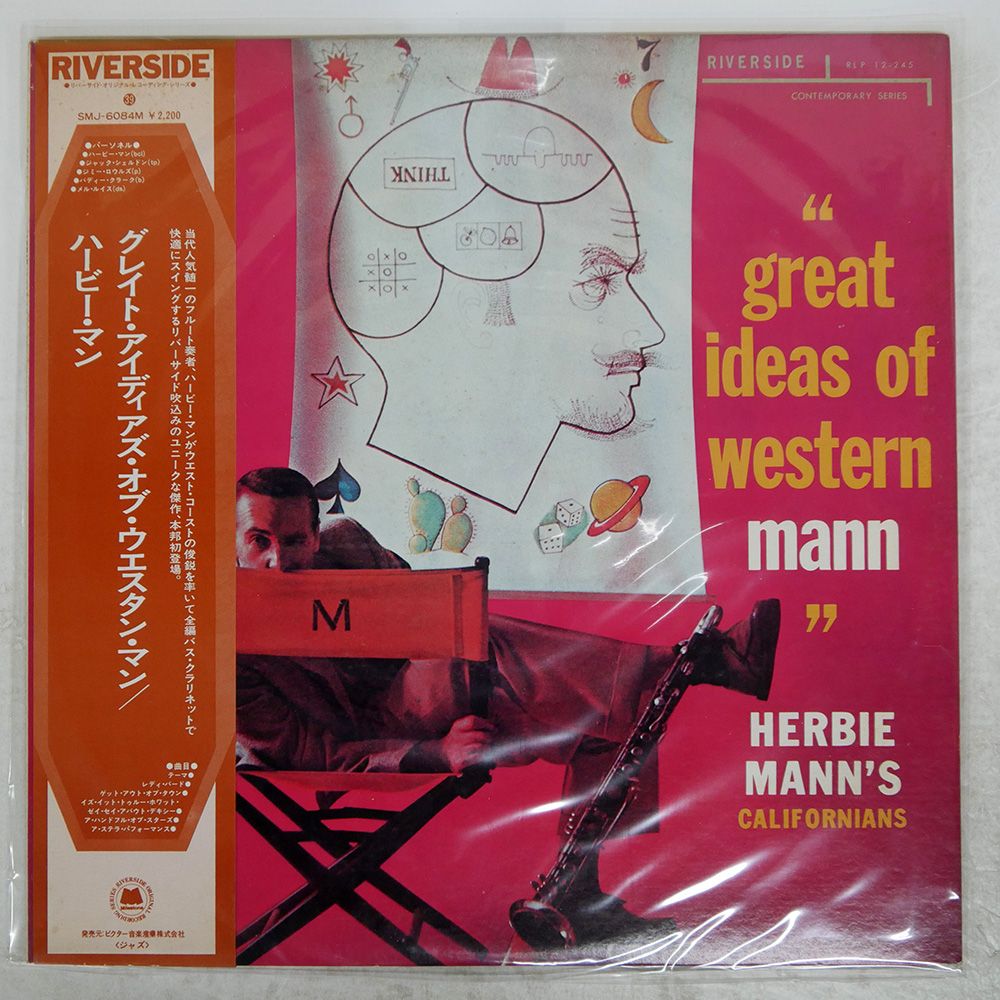 RIVERSIDE
●リバーサイド・オリジナル・レコーディング・シリーズ●
39
SMJ-6084M ¥2,200
●パーソネル●
●ハービー・マン(bcl)
●ジャック・シェルドン(tp)
●ジミー・ロウルズ(p)
●バディー・クラーク(b)
●メル・ルイス(ds)
当代人気随一のフルート奏者、ハービー・マンがウエスト・コーストの俊鋭を率いて全編バス・クラリネットで
快適にスイングするリバーサイド吹込みのユニークな傑作、本邦初登場。
グレイト・アイディアズ・オブ・ウエスタン・マン/
ハービー・マン
●曲目●
テーマ●
レディ・バード●
ゲット・アウト・オブ・タウン●
イズ・イット・トゥルー・ホワット・
ゼイ・セイ・アバウト・デキシー●
ア・ハンドフル・オブ・スターズ●
ア・ステラ・パフォーマンス●
RIVERSIDE ORIGINAL RECORDING SERIES
Milestone
発売元:ビクター音楽産業株式会社
〈ジャズ〉
7
THINK
M
RIVERSIDE
RLP 12-245
CONTEMPORARY SERIES
“
great
ideas of
western
mann
”
HERBIE
MANN'S
CALIFORNIANS